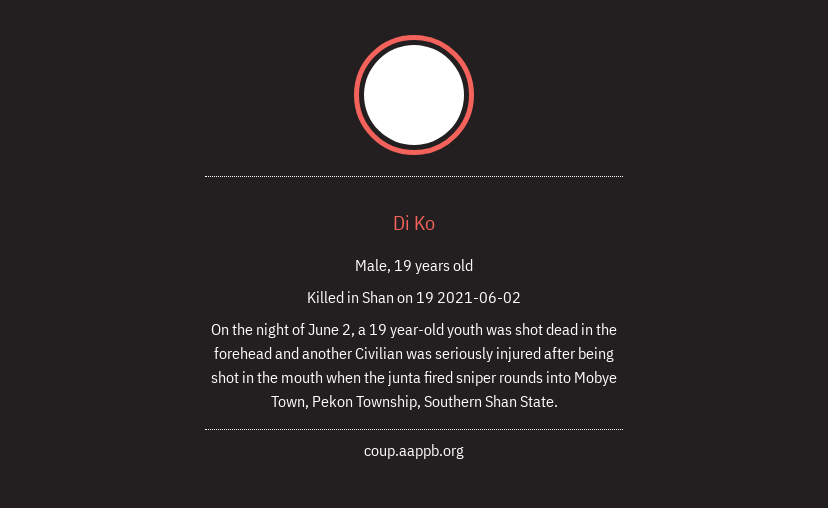 Di Ko
Male, 19 years old
Killed in Shan on 19 2021-06-02
On the night of June 2, a 19 year-old youth was shot dead in the
forehead and another Civilian was seriously injured after being
shot in the mouth when the junta fired sniper rounds into Mobye
Town, Pekon Township, Southern Shan State.
coup.aappb.org